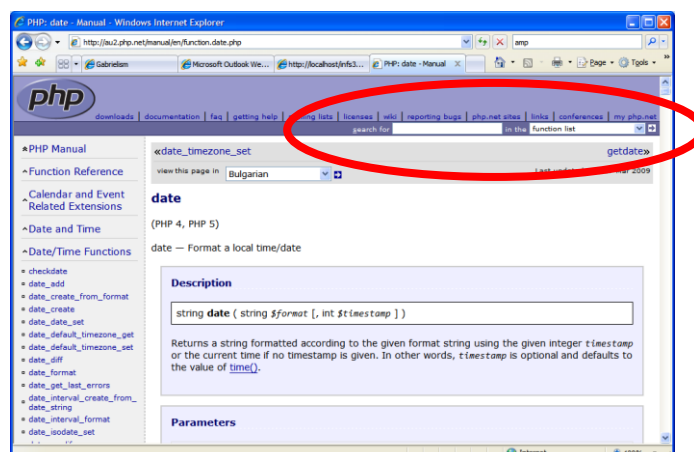 PHP: date - Manual - Windows Internet Explorer
http://au2.php.net/manual/en/function.date.php
amp
Gabrielism
Microsoft Outlook We...
http://localhost/infs3...
PHP: date - Manual
Page
Tools
php
downloads | documentation | faq | getting help | lists | licenses | wiki | reporting bugs | php.net sites | links | conferences | my php.net
search for
in the function list
PHP Manual
Function Reference
Calendar and Event
Related Extensions
Date and Time
Date/Time Functions
checkdate
date_add
date_create_from_format
date_create
date_date_set
date_default_timezone_get
date_default_timezone_set
date_diff
date_format
date_get_last_errors
date_interval_create_from_
date_string
date_interval_format
date_isodate_set
«date_timezone_set
getdate»
view this page in Bulgarian
2009
date
(PHP 4, PHP 5)
date — Format a local time/date
Description
string date ( string $format [, int $timestamp ] )
Returns a string formatted according to the given format string using the given integer timestamp
or the current time if no timestamp is given. In other words, timestamp is optional and defaults to
the value of time().
Parameters